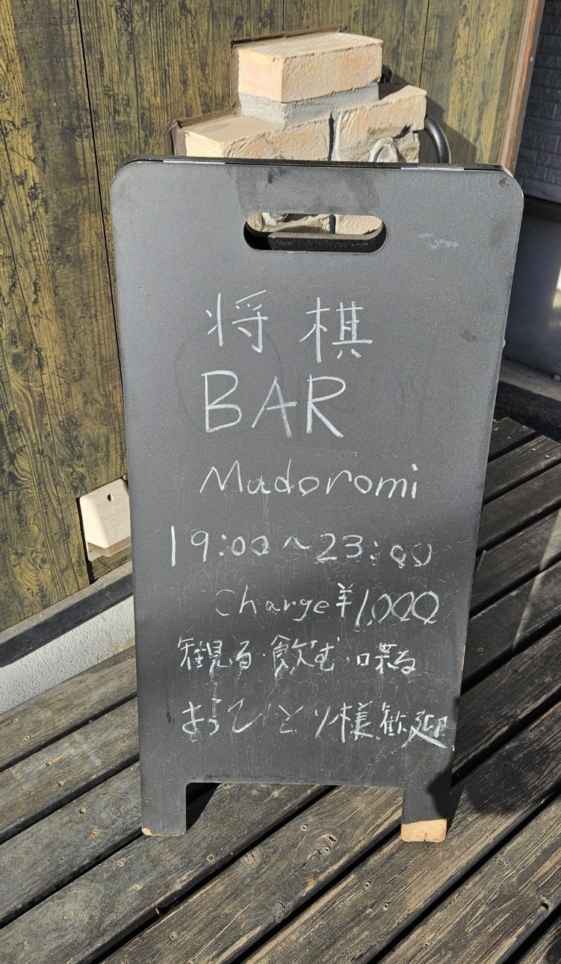 将棋
BAR
Madoromi
19:00～23:00
Charge ¥1,000
観る・飲む・喋る
おひとり様歓迎